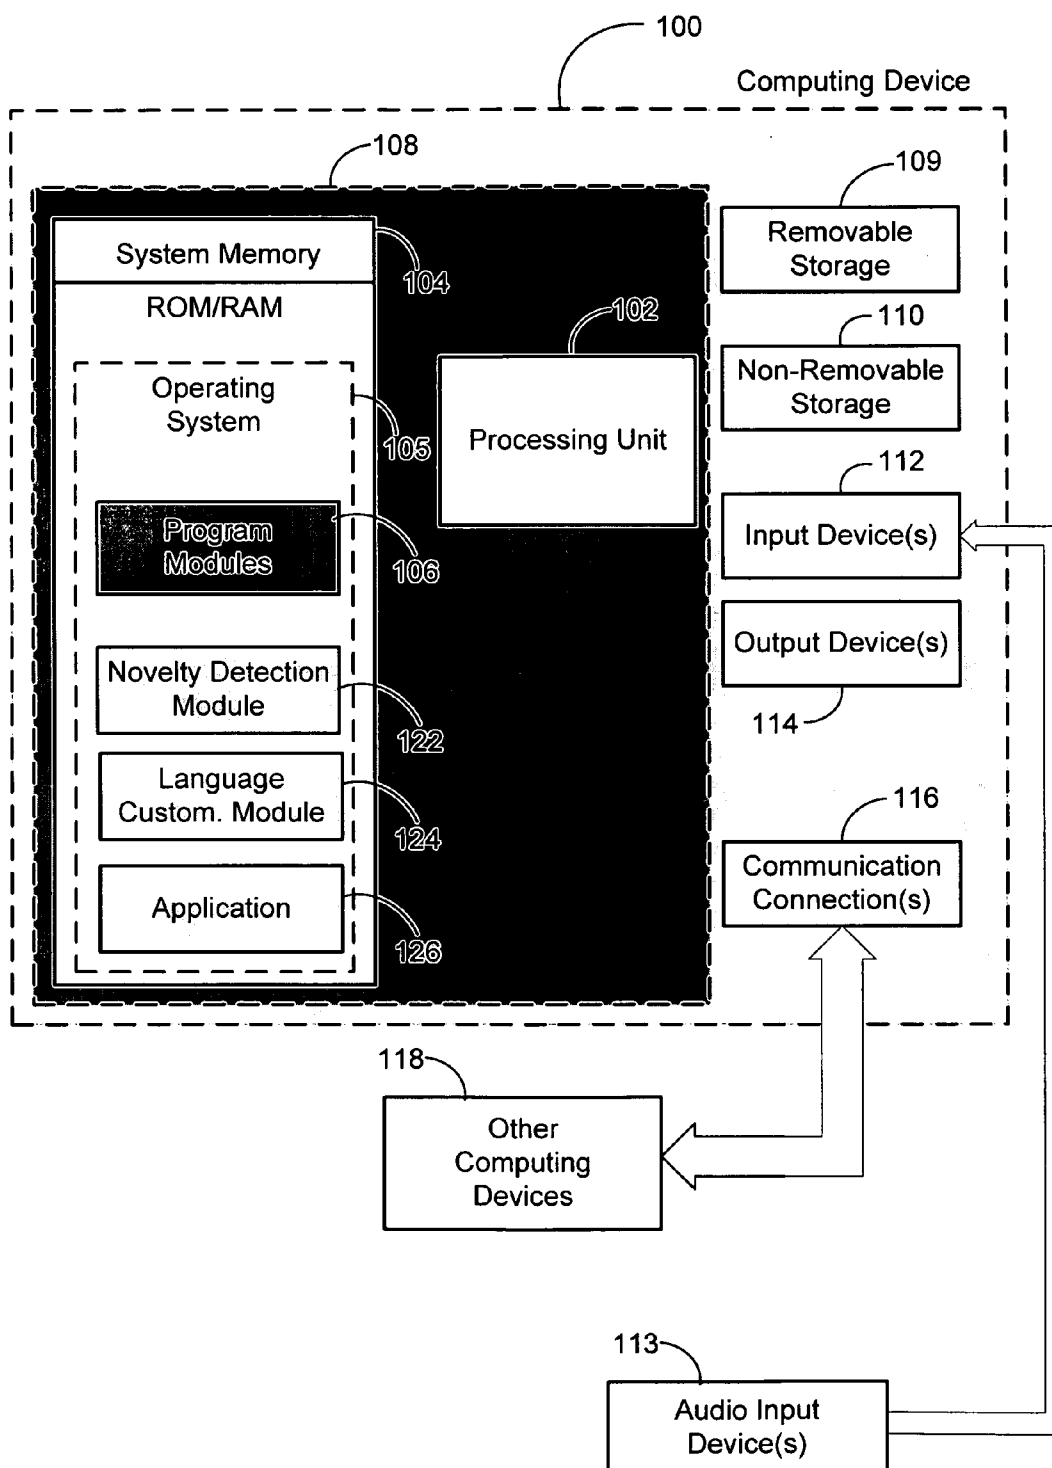 100
Computing Device
108
109
System Memory
104
Removable
Storage
ROM/RAM
102
110
Operating
System
105
Non-Removable
Storage
Processing Unit
112
Program
Modules
106
Input Device(s)
Output Device(s)
114
Novelty Detection
Module
122
Language
Custom. Module
124
116
Communication
Connection(s)
Application
126
118
Other
Computing
Devices
113
Audio Input
Device(s)